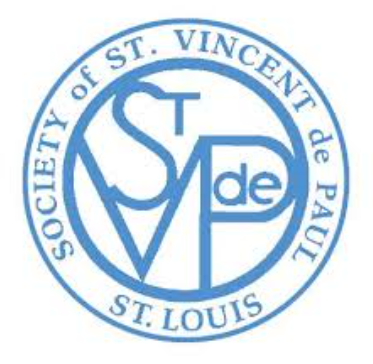 SOCIETY of ST. VINCENT de PAUL
ST
V de P
ST. LOUIS